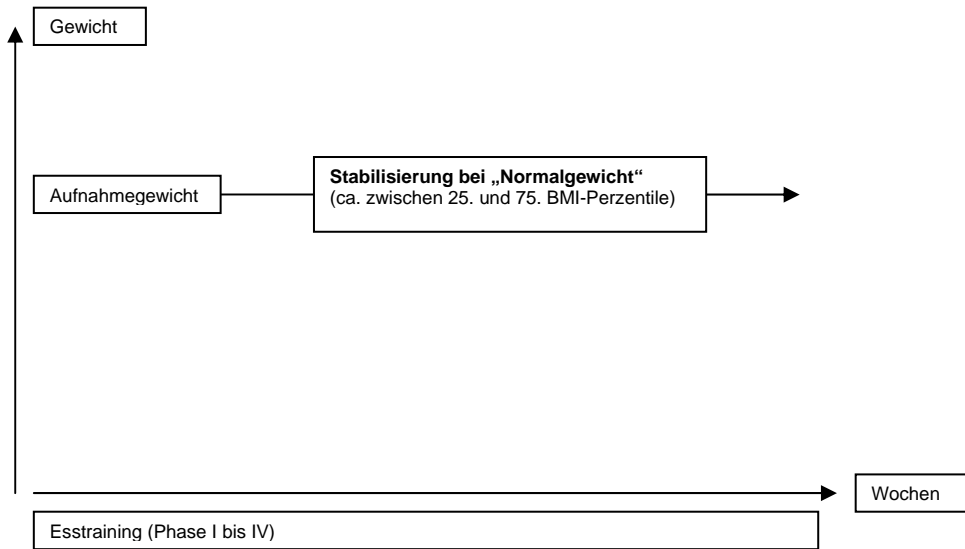 Gewicht
Aufnahmegewicht
Stabilisierung bei „Normalgewicht“
(ca. zwischen 25. und 75. BMI-Perzentile)
Wochen
Esstraining (Phase I bis IV)